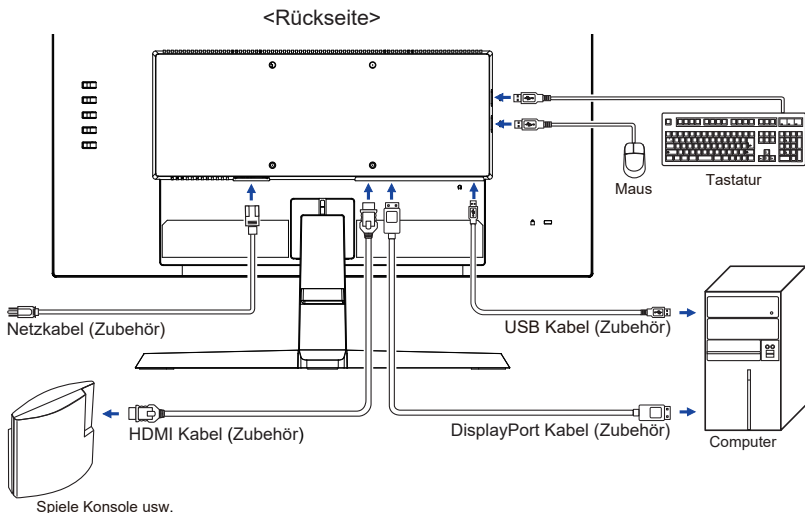 <Rückseite>
Maus
Tastatur
Netzkabel (Zubehör)
USB Kabel (Zubehör)
HDMI Kabel (Zubehör)
DisplayPort Kabel (Zubehör)
Computer
Spiele Konsole usw.